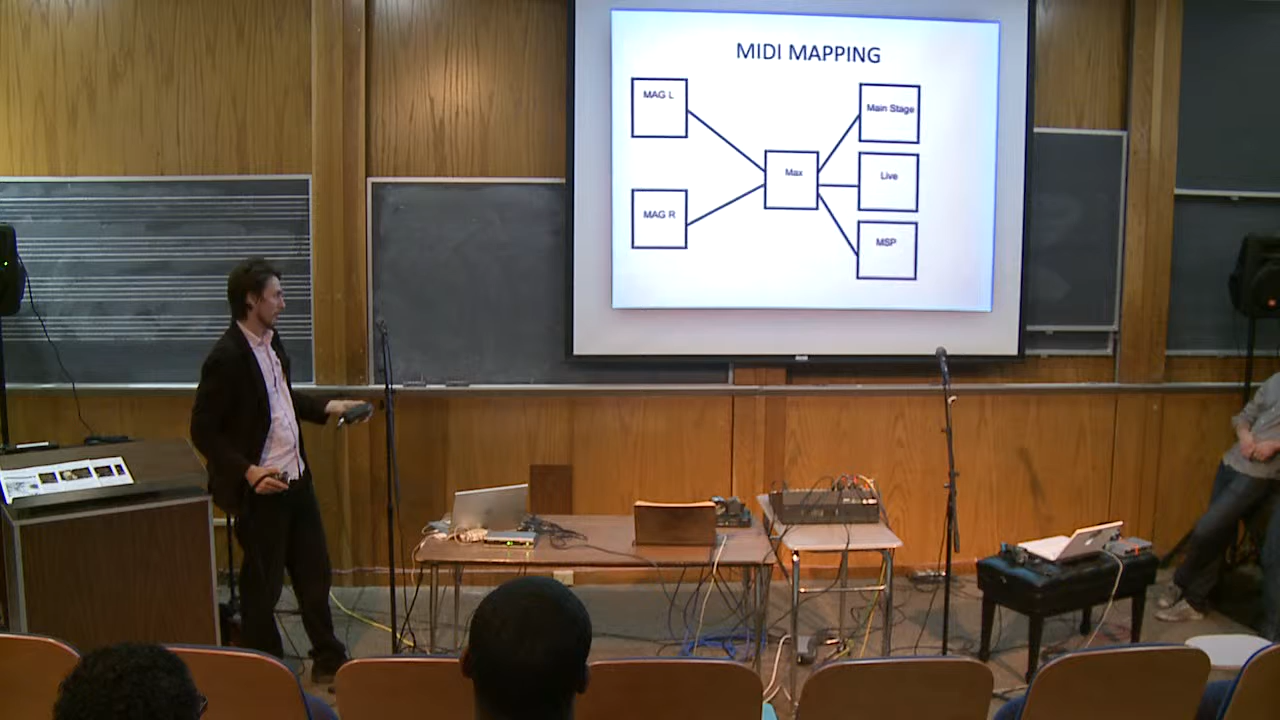 MIDI MAPPING
MAG L
Main Stage
Max
Live
MAG R
MSP